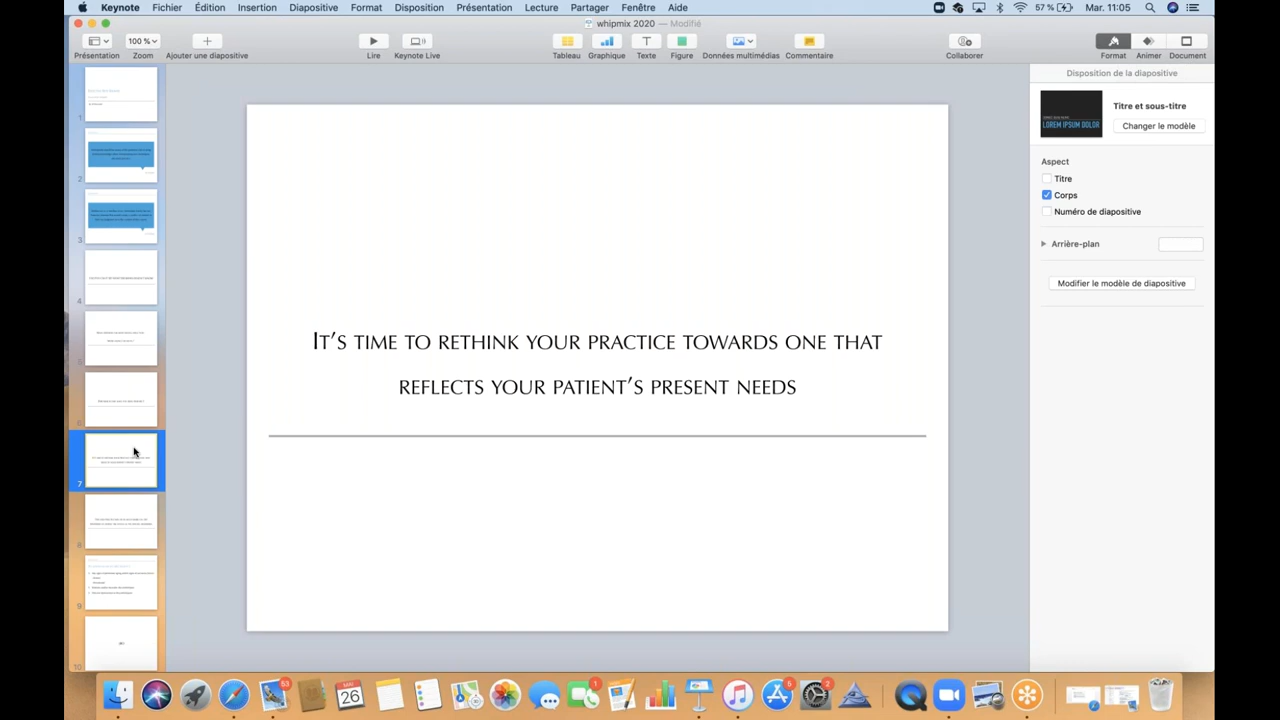 Keynote Fichier Édition Insertion Diapositive Format Disposition Présentation Lecture Partager Fenêtre Aide 57 % Mar. 11:05
whipmix 2020 — Modifié
100 %
Présentation Zoom Ajouter une diapositive Lire Keynote Live Tableau Graphique Texte Figure Données multimédias Commentaire Collaborer Format Animer Document
Disposition de la diapositive
Titre et sous-titre
LOREM IPSUM DOLOR
Changer le modèle
Aspect
Titre
Corps
Numéro de diapositive
Arrière-plan
Modifier le modèle de diapositive
1
2
3
4
5
6
7
8
9
10
It's time to rethink your practice towards one that
reflects your patient's present needs
53
26
1
6
2